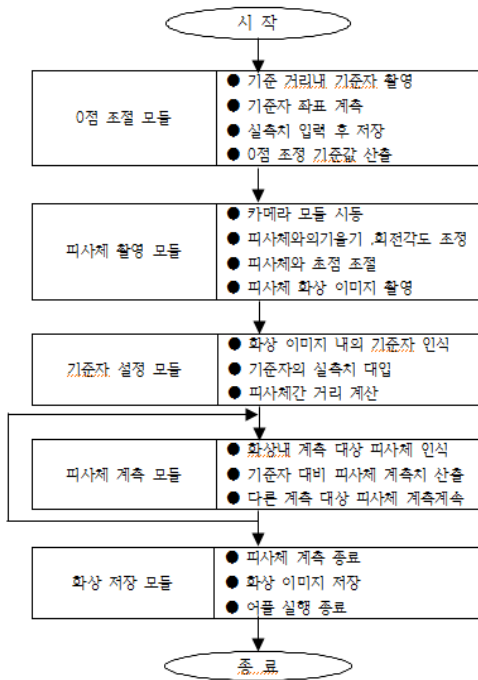 시 작
0점 조절 모듈
● 기준 거리내 기준자 촬영
● 기준자 좌표 계측
● 실측치 입력 후 저장
● 0점 조정 기준값 산출
피사체 촬영 모듈
● 카메라 모듈 시동
● 피사체와의기울기 ,회전각도 조정
● 피사체와 초점 조절
● 피사체 화상 이미지 촬영
기준자 설정 모듈
● 화상 이미지 내의 기준자 인식
● 기준자의 실측치 대입
● 피사체간 거리 계산
피사체 계측 모듈
● 화상내 계측 대상 피사체 인식
● 기준자 대비 피사체 계측치 산출
● 다른 계측 대상 피사체 계측계속
화상 저장 모듈
● 피사체 계측 종료
● 화상 이미지 저장
● 어플 실행 종료
종 료